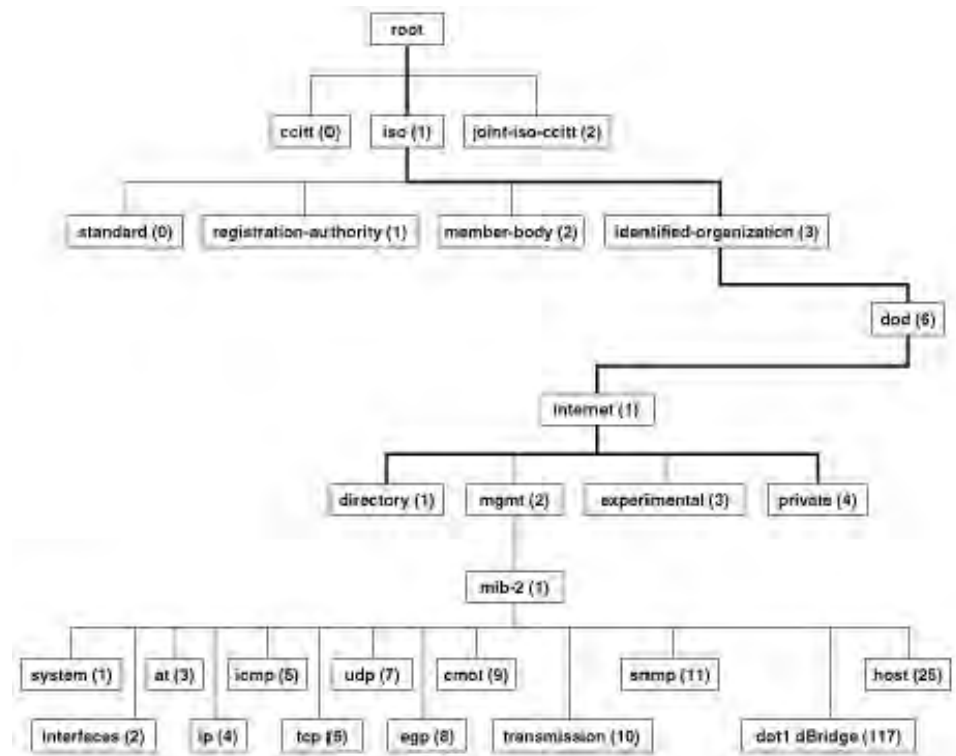 root
ccitt (0) iso (1) joint-iso-ccitt (2)
standard (0) registration-authority (1) member-body (2) identified-organization (3)
dod (6)
internet (1)
directory (1) mgmt (2) experimental (3) private (4)
mib-2 (1)
system (1) at (3) icmp (5) udp (7) cmot (9) snmp (11) host (25)
interfaces (2) ip (4) tcp (6) egp (8) transmission (10) dot1 dBridge (117)